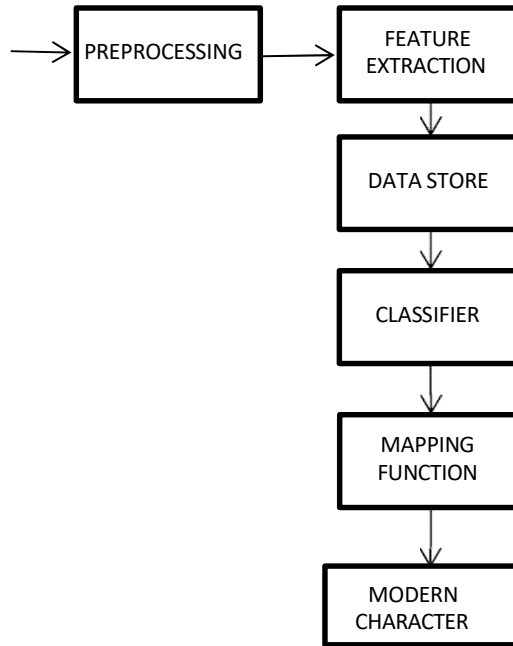 PREPROCESSING
FEATURE
EXTRACTION
DATA STORE
CLASSIFIER
MAPPING
FUNCTION
MODERN
CHARACTER